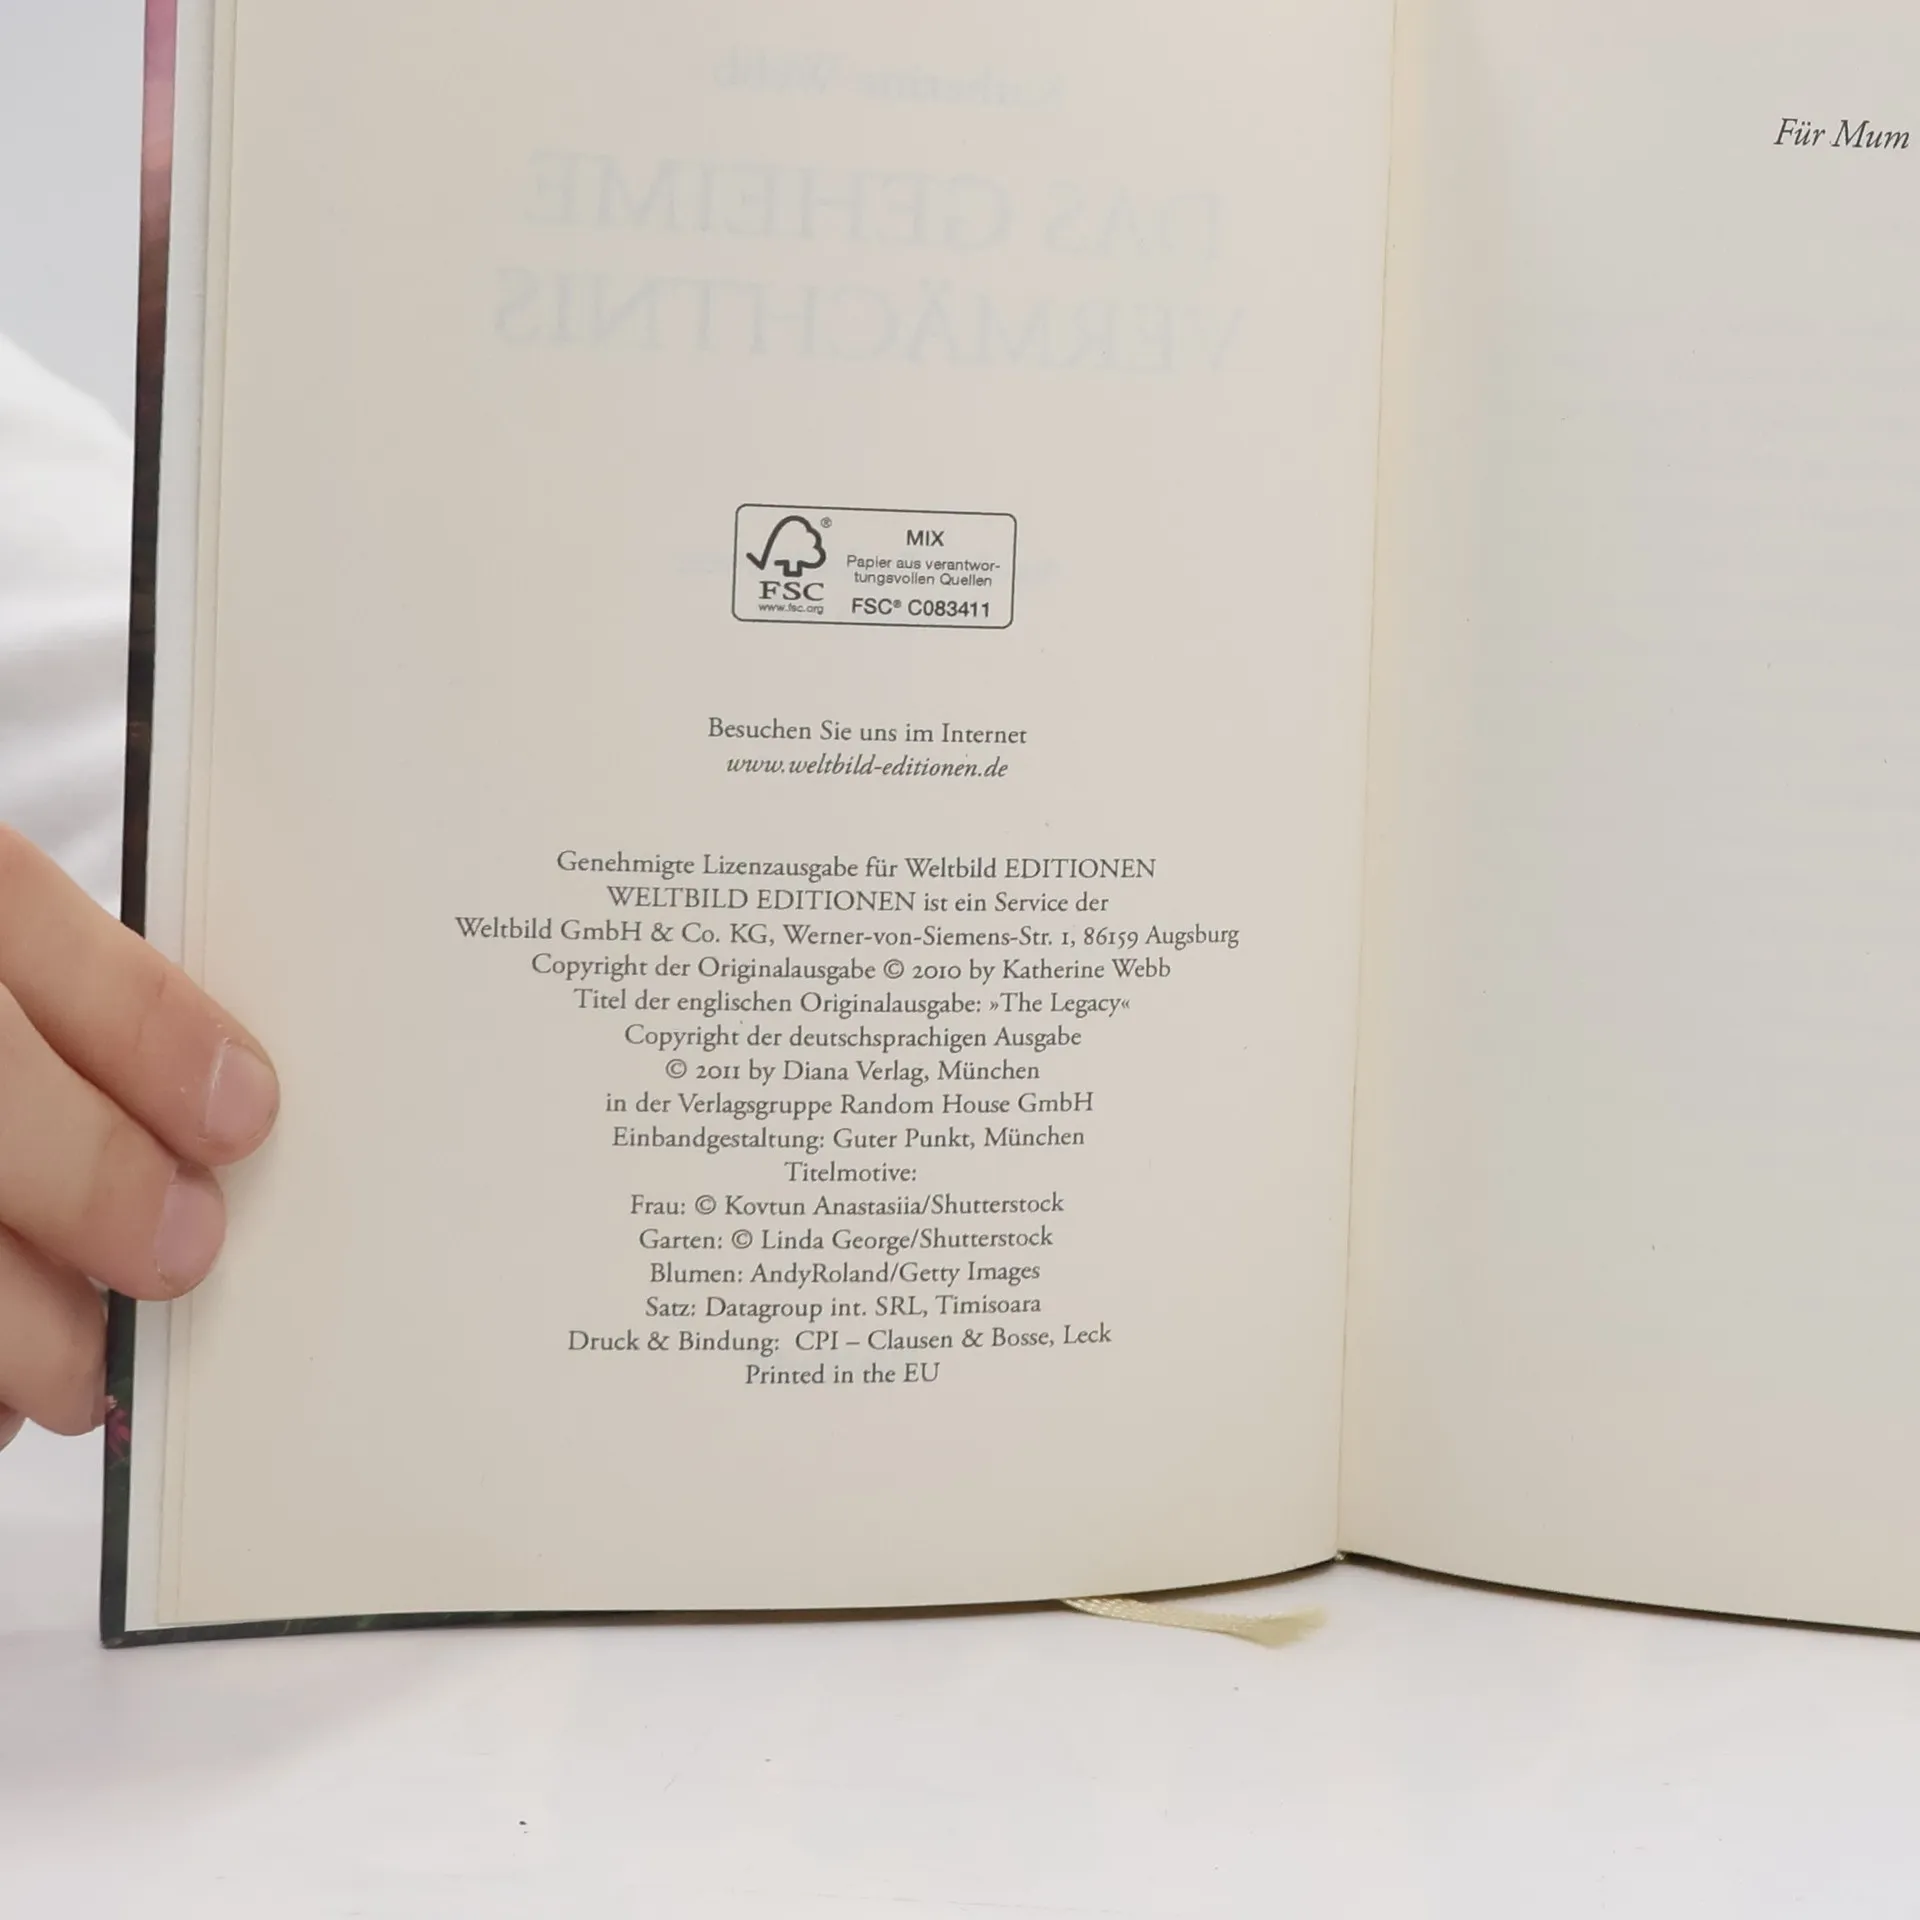 DAS GEHEIME
VERMÄCHTNIS
MIX
Papier aus verantwor-
tungsvollen Quellen
FSC® C083411
FSC
www.fsc.org
Besuchen Sie uns im Internet
www.weltbild-editionen.de
Genehmigte Lizenzausgabe für Weltbild EDITIONEN
WELTBILD EDITIONEN ist ein Service der
Weltbild GmbH & Co. KG, Werner-von-Siemens-Str. 1, 86159 Augsburg
Copyright der Originalausgabe © 2010 by Katherine Webb
Titel der englischen Originalausgabe: »The Legacy«
Copyright der deutschsprachigen Ausgabe
© 2011 by Diana Verlag, München
in der Verlagsgruppe Random House GmbH
Einbandgestaltung: Guter Punkt, München
Titelmotive:
Frau: © Kovtun Anastasiia/Shutterstock
Garten: © Linda George/Shutterstock
Blumen: AndyRoland/Getty Images
Satz: Datagroup int. SRL, Timisoara
Druck & Bindung: CPI – Clausen & Bosse, Leck
Printed in the EU
Für Mum